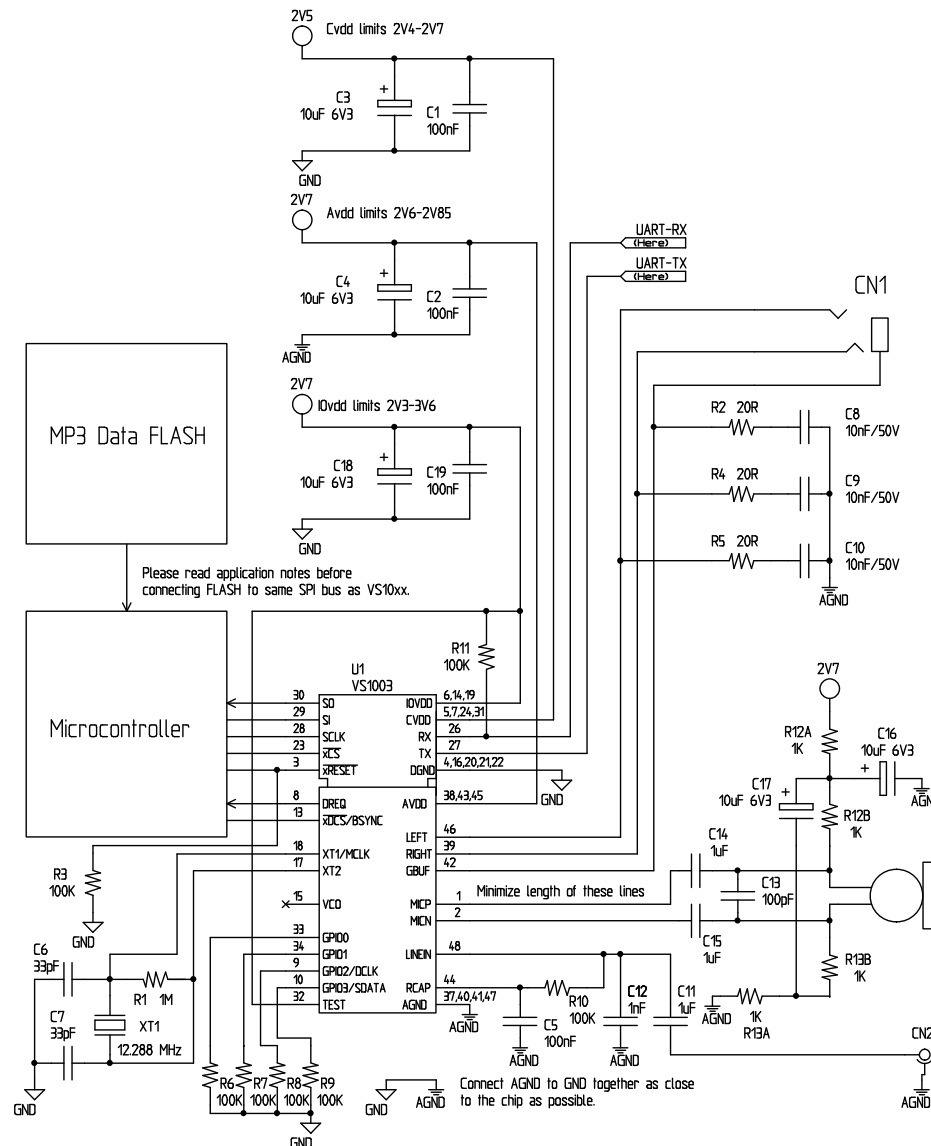 2V5
Cvdd limits 2V4-2V7
+
C3
10uF 6V3
C1
100nF
GND
2V7
Avdd limits 2V6-2V85
+
C4
10uF 6V3
C2
100nF
AGND
UART-RX
(Here)
UART-TX
(Here)
CN1
2V7
IOvdd limits 2V3-3V6
+
C18
10uF 6V3
C19
100nF
GND
MP3 Data FLASH
R2 20R
C8
10nF/50V
R4 20R
C9
10nF/50V
R5 20R
C10
10nF/50V
AGND
Please read application notes before
connecting FLASH to same SPI bus as VS10xx.
Microcontroller
R11
100K
U1
VS1003
30 SO
29 SI
28 SCLK
23 xCS
3 xRESET
8 DREQ
13 xDCS/BSYNC
18 XT1/MCLK
17 XT2
15 VCO
33 GPIO0
34 GPIO1
9 GPIO2/DCLK
10 GPIO3/SDATA
32 TEST
IOVDD 6,14,19
CVDD 5,7,24,31
RX 26
TX 27
DGND 4,16,20,21,22
GND
AVDD 38,43,45
LEFT 46
RIGHT 39
GBUF 42
MICP 1
MICN 2
LINEIN 48
RCAP 44
AGND 37,40,41,47
AGND
Minimize length of these lines
2V7
R12A
1K
C16
10uF 6V3
+
AGN
C17
10uF 6V3
+
R12B
1K
C14
1uF
C13
100pF
C15
1uF
R13B
1K
AGND
1K
R13A
R3
100K
GND
C6
33pF
R1 1M
C7
33pF
XT1
12.288 MHz
GND
R10
100K
C5
100nF
AGND
C12
1nF
AGND
C11
1uF
CN2
AGND
R6
100K
R7
100K
R8
100K
R9
100K
GND
GND
AGND
Connect AGND to GND together as close
to the chip as possible.